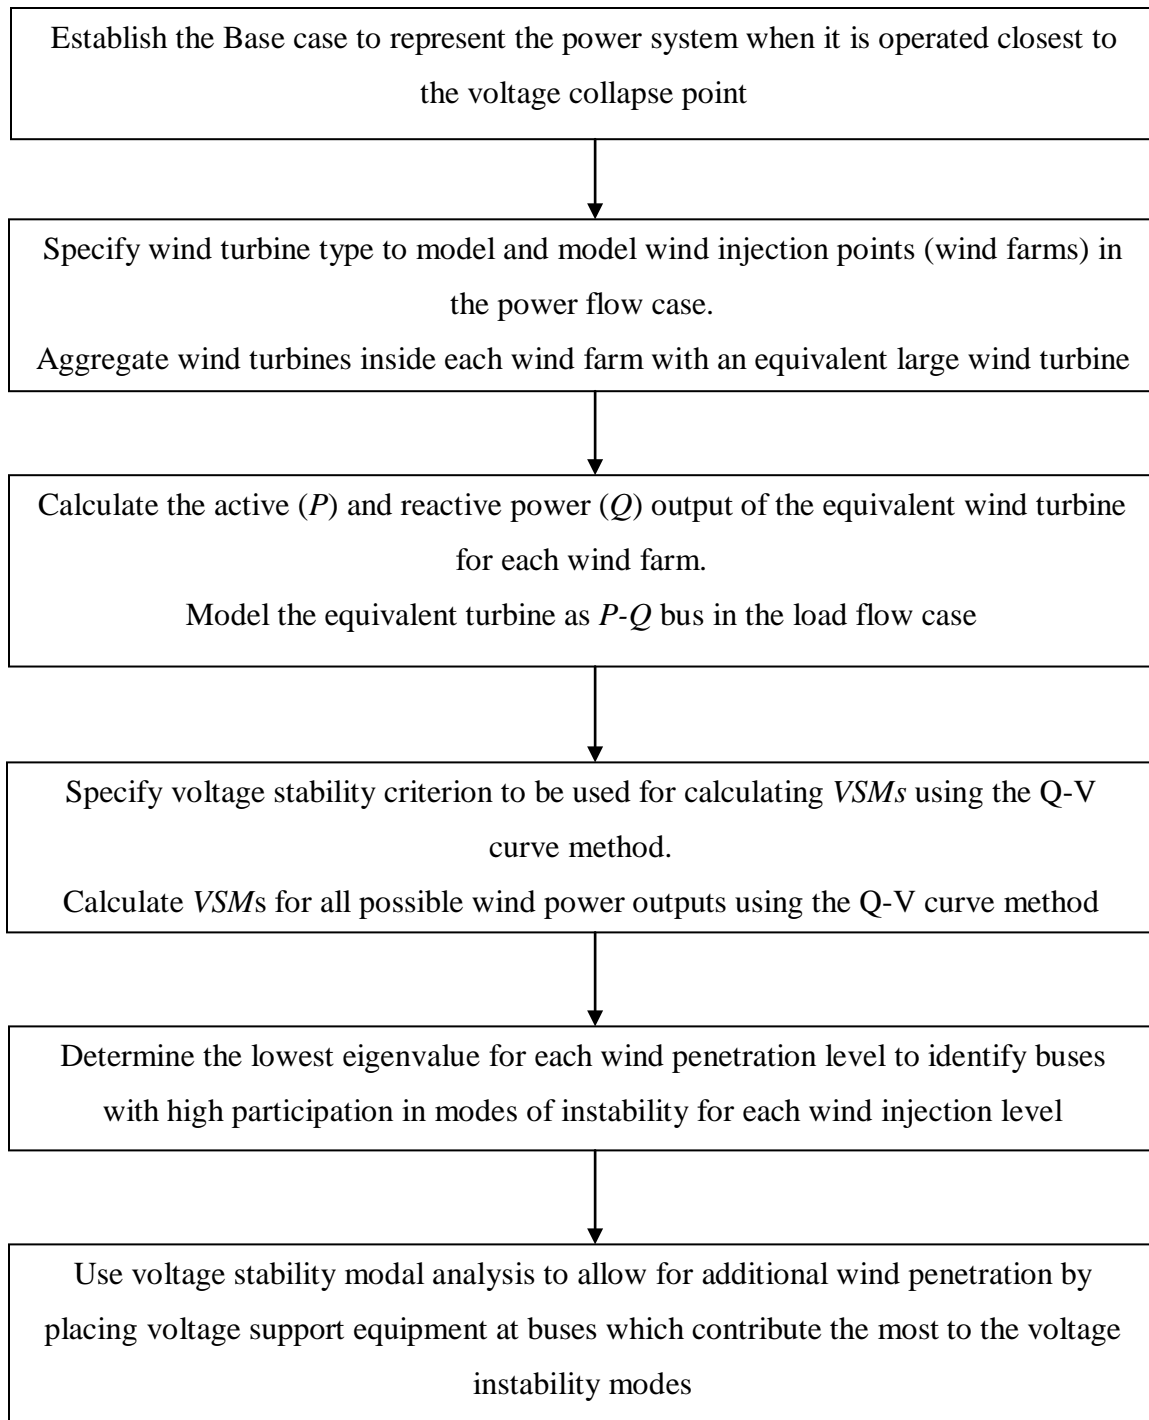 Establish the Base case to represent the power system when it is operated closest to
the voltage collapse point
Specify wind turbine type to model and model wind injection points (wind farms) in
the power flow case.
Aggregate wind turbines inside each wind farm with an equivalent large wind turbine
Calculate the active (P) and reactive power (Q) output of the equivalent wind turbine
for each wind farm.
Model the equivalent turbine as P-Q bus in the load flow case
Specify voltage stability criterion to be used for calculating VSMs using the Q-V
curve method.
Calculate VSMs for all possible wind power outputs using the Q-V curve method
Determine the lowest eigenvalue for each wind penetration level to identify buses
with high participation in modes of instability for each wind injection level
Use voltage stability modal analysis to allow for additional wind penetration by
placing voltage support equipment at buses which contribute the most to the voltage
instability modes